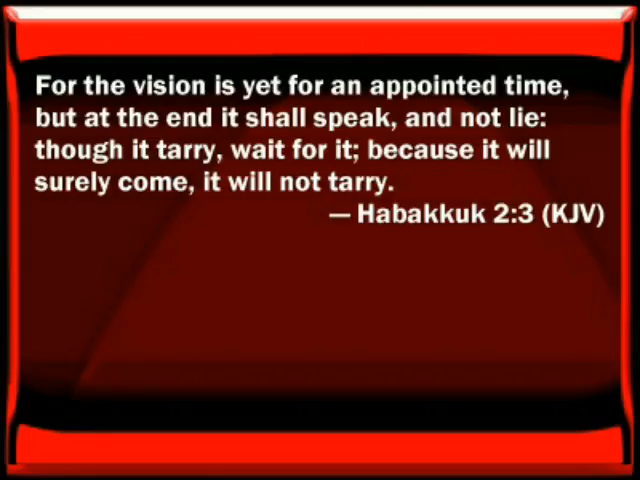 For the vision is yet for an appointed time,
but at the end it shall speak, and not lie:
though it tarry, wait for it; because it will
surely come, it will not tarry.
— Habakkuk 2:3 (KJV)